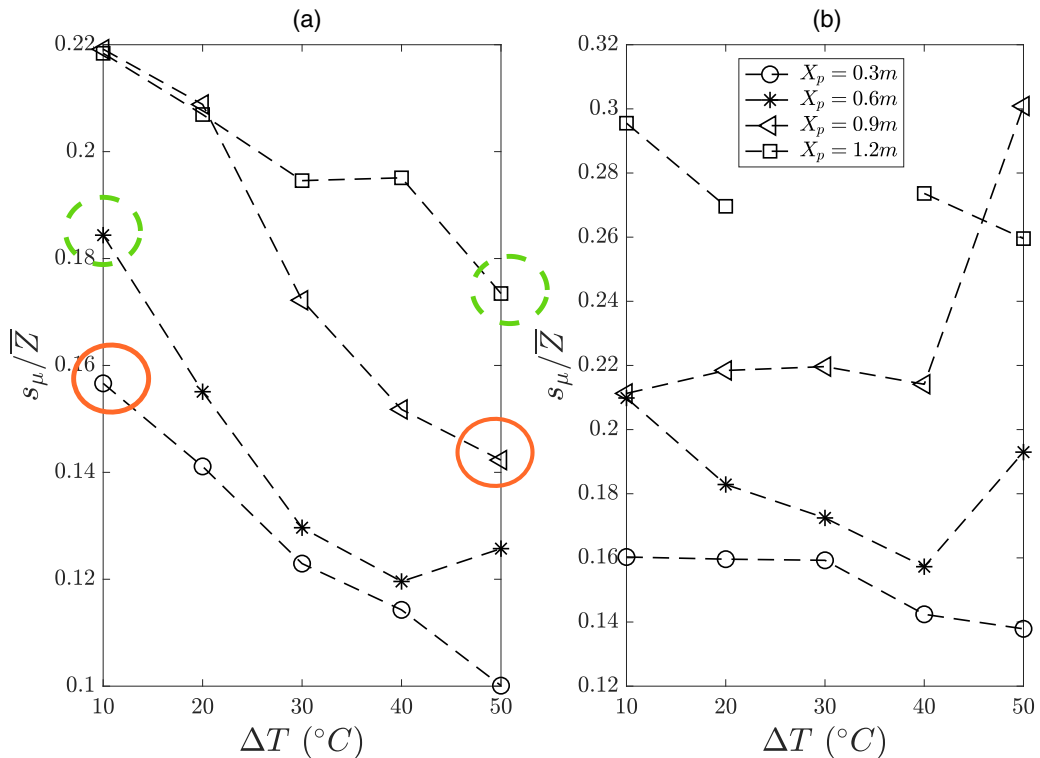 (a)
0.22
0.2
0.18
0.16
0.14
0.12
0.1
10 20 30 40 50
ΔT (°C)
s_μ/Z̅
(b)
0.32
0.3
0.28
0.26
0.24
0.22
0.2
0.18
0.16
0.14
0.12
10 20 30 40 50
ΔT (°C)
s_μ/Z̅
X_p = 0.3m
X_p = 0.6m
X_p = 0.9m
X_p = 1.2m